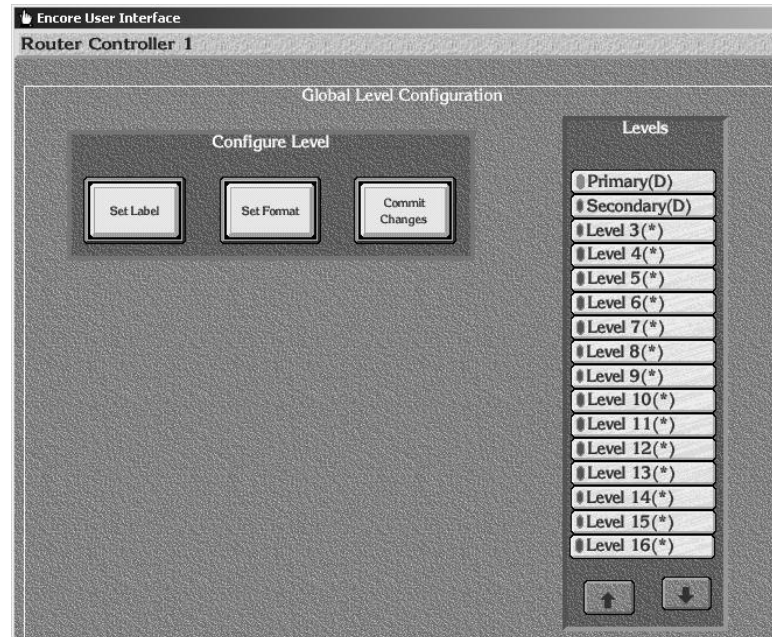 Encore User Interface
Router Controller 1
Global Level Configuration
Configure Level
Set Label
Set Format
Commit
Changes
Levels
Primary(D)
Secondary(D)
Level 3(*)
Level 4(*)
Level 5(*)
Level 6(*)
Level 7(*)
Level 8(*)
Level 9(*)
Level 10(*)
Level 11(*)
Level 12(*)
Level 13(*)
Level 14(*)
Level 15(*)
Level 16(*)